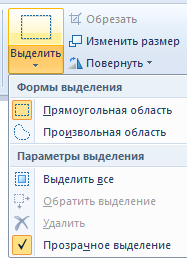 Выделить
Обрезать
Изменить размер
Повернуть
Формы выделения
Прямоугольная область
Произвольная область
Параметры выделения
Выделить все
Обратить выделение
Удалить
Прозрачное выделение